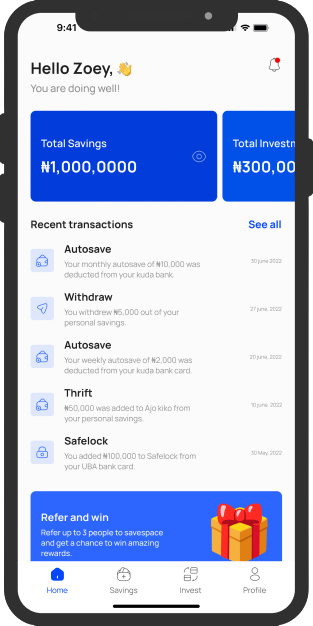 9:41
Hello Zoey, 👋
You are doing well!
Total Savings
₦1,000,0000
Total Investm
₦300,00
Recent transactions
See all
Autosave
Your monthly autosave of ₦10,000 was
deducted from your kuda bank.
30 june 2022
Withdraw
You withdrew ₦5,000 out of your
personal savings.
27 june, 2022
Autosave
Your weekly autosave of ₦2,000 was
deducted from your kuda bank card.
20 june, 2022
Thrift
₦50,000 was added to Ajo kiko from
your personal savings.
10 june, 2022
Safelock
You added ₦100,000 to Safelock from
your UBA bank card.
30 May, 2022
Refer and win
Refer up to 3 people to savespace
and get a chance to win amazing
rewards.
Home
Savings
Invest
Profile